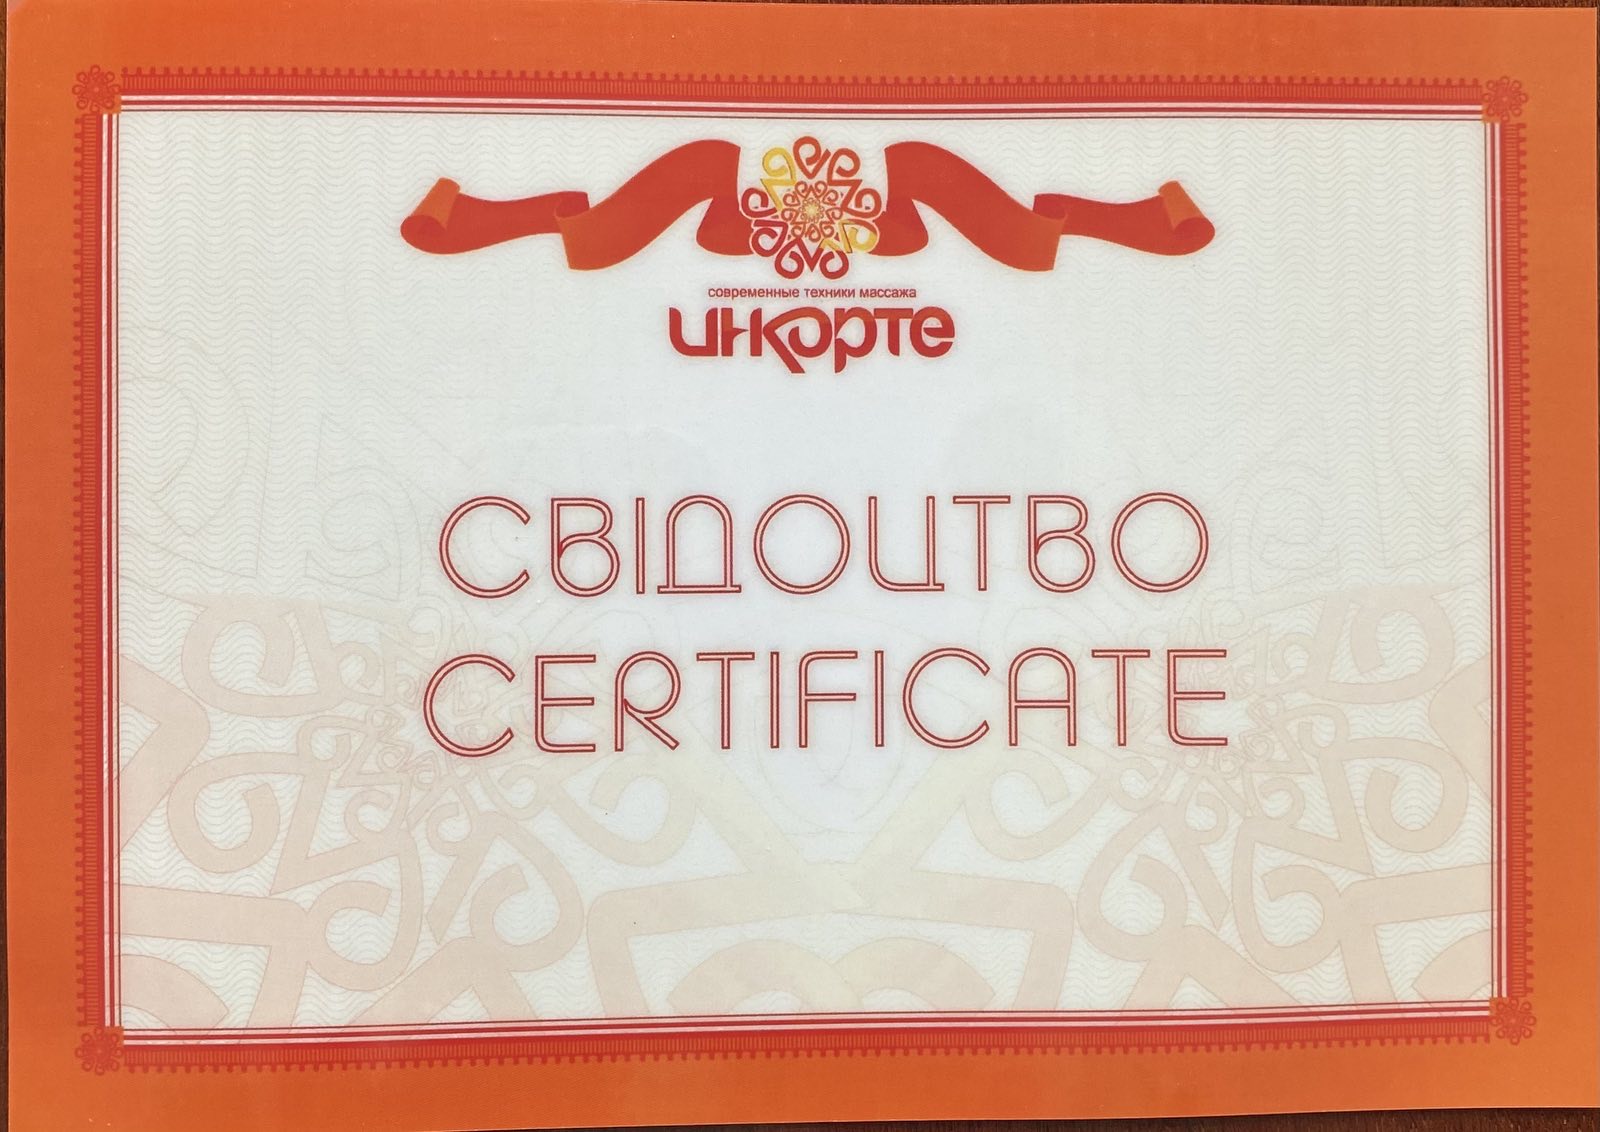 современные техники массажа
инкорте
СВІДОЦТВО
CERTIFICATE